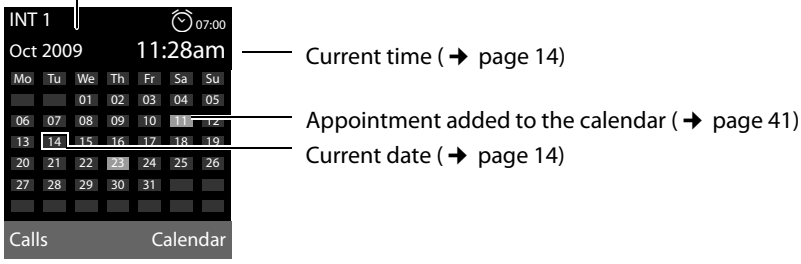 INT 1 07:00
Oct 2009 11:28am
Current time ( ➔ page 14)
Mo Tu We Th Fr Sa Su
01 02 03 04 05
06 07 08 09 10 11 12
Appointment added to the calendar ( ➔ page 41)
13 14 15 16 17 18 19
Current date ( ➔ page 14)
20 21 22 23 24 25 26
27 28 29 30 31
Calls Calendar